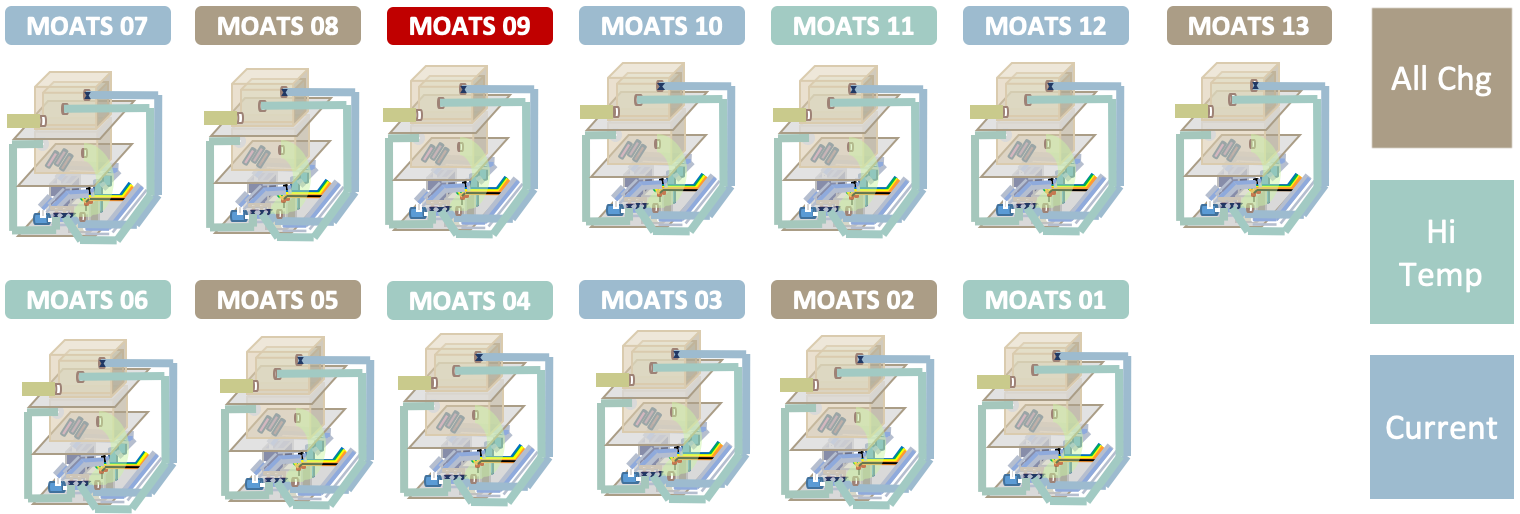 MOATS 07
MOATS 08
MOATS 09
MOATS 10
MOATS 11
MOATS 12
MOATS 13
All Chg
Hi
Temp
MOATS 06
MOATS 05
MOATS 04
MOATS 03
MOATS 02
MOATS 01
Current